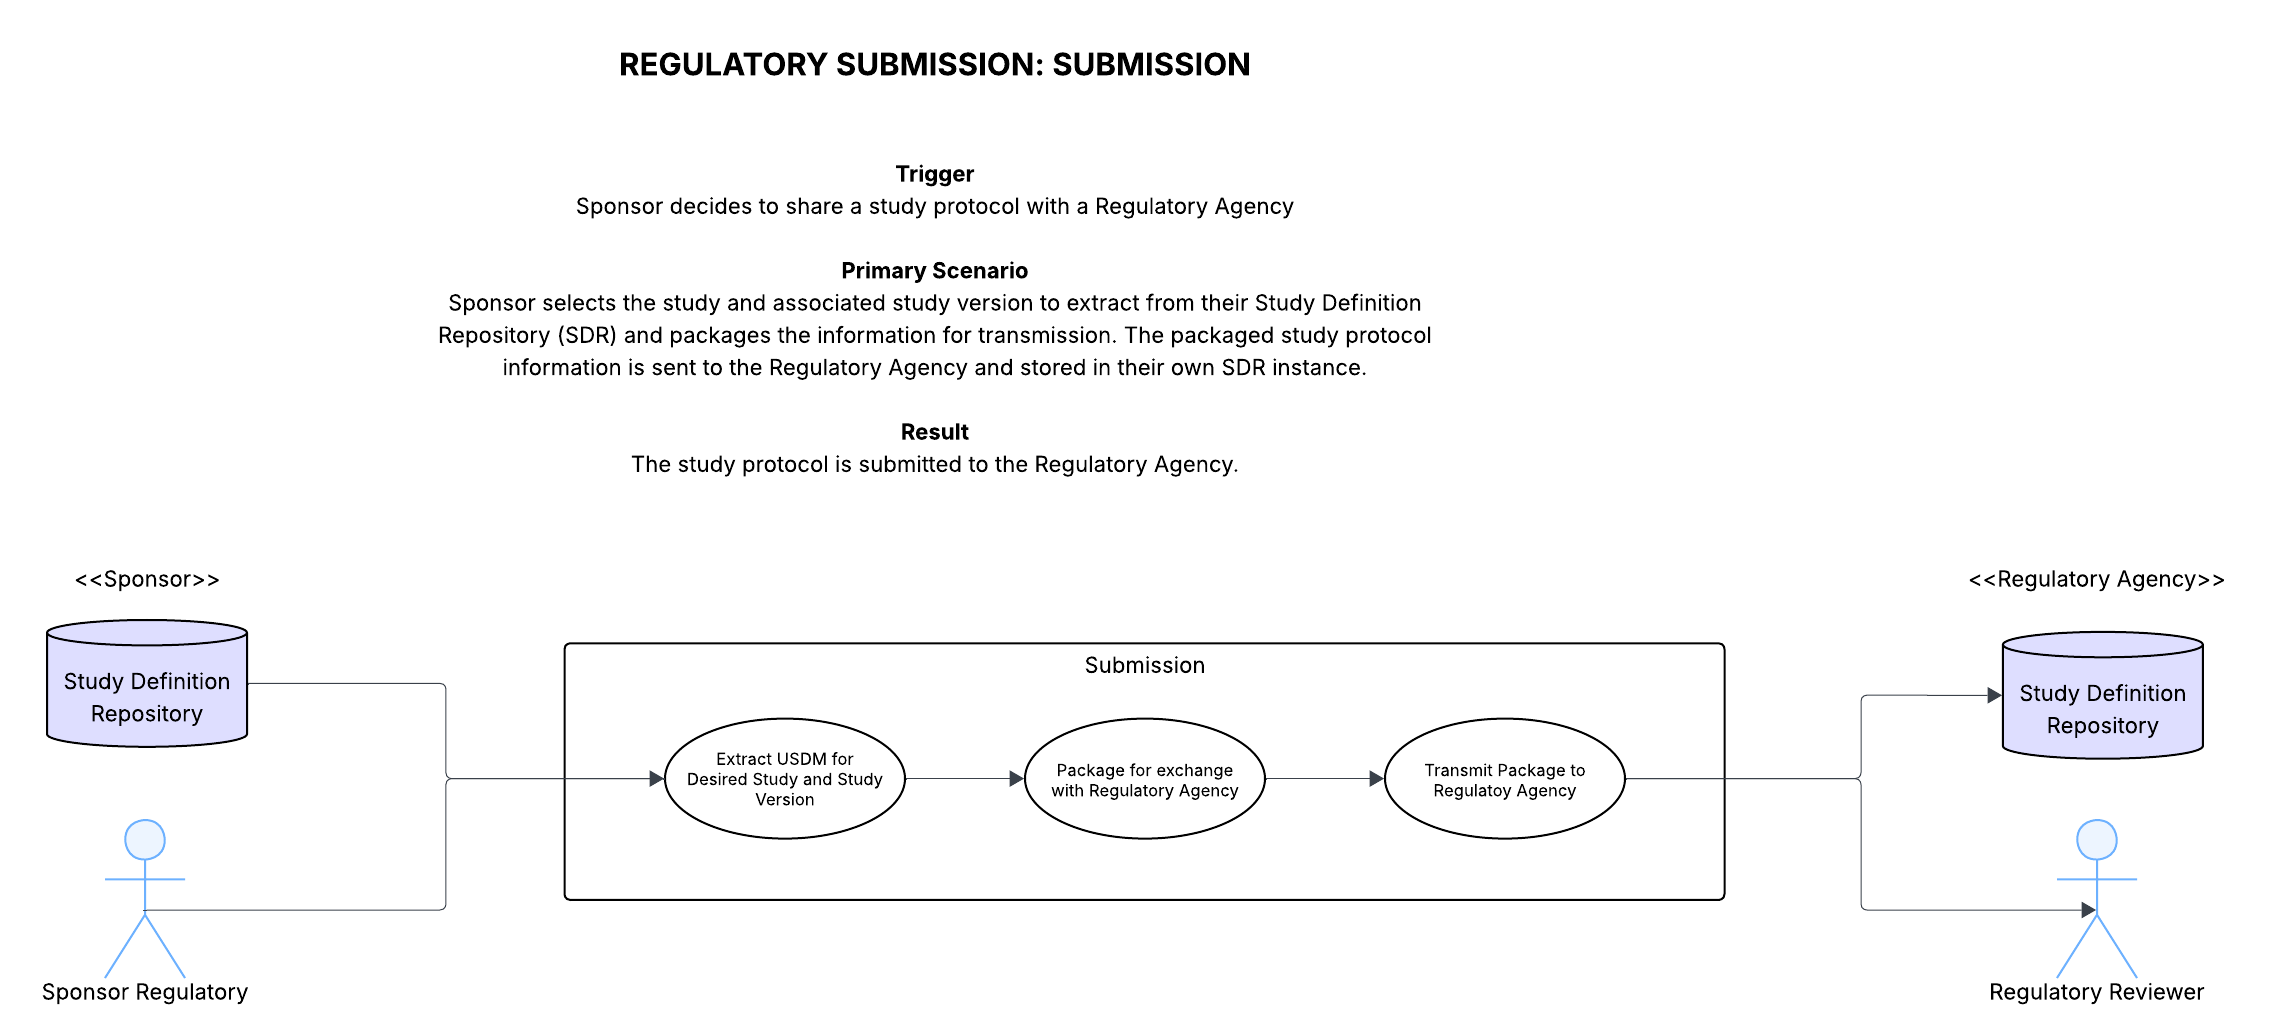 REGULATORY SUBMISSION: SUBMISSION
Trigger
Sponsor decides to share a study protocol with a Regulatory Agency
Primary Scenario
Sponsor selects the study and associated study version to extract from their Study Definition
Repository (SDR) and packages the information for transmission. The packaged study protocol
information is sent to the Regulatory Agency and stored in their own SDR instance.
Result
The study protocol is submitted to the Regulatory Agency.
<<Sponsor>>
Study Definition
Repository
Sponsor Regulatory
Submission
Extract USDM for
Desired Study and Study
Version
Package for exchange
with Regulatory Agency
Transmit Package to
Regulatoy Agency
<<Regulatory Agency>>
Study Definition
Repository
Regulatory Reviewer